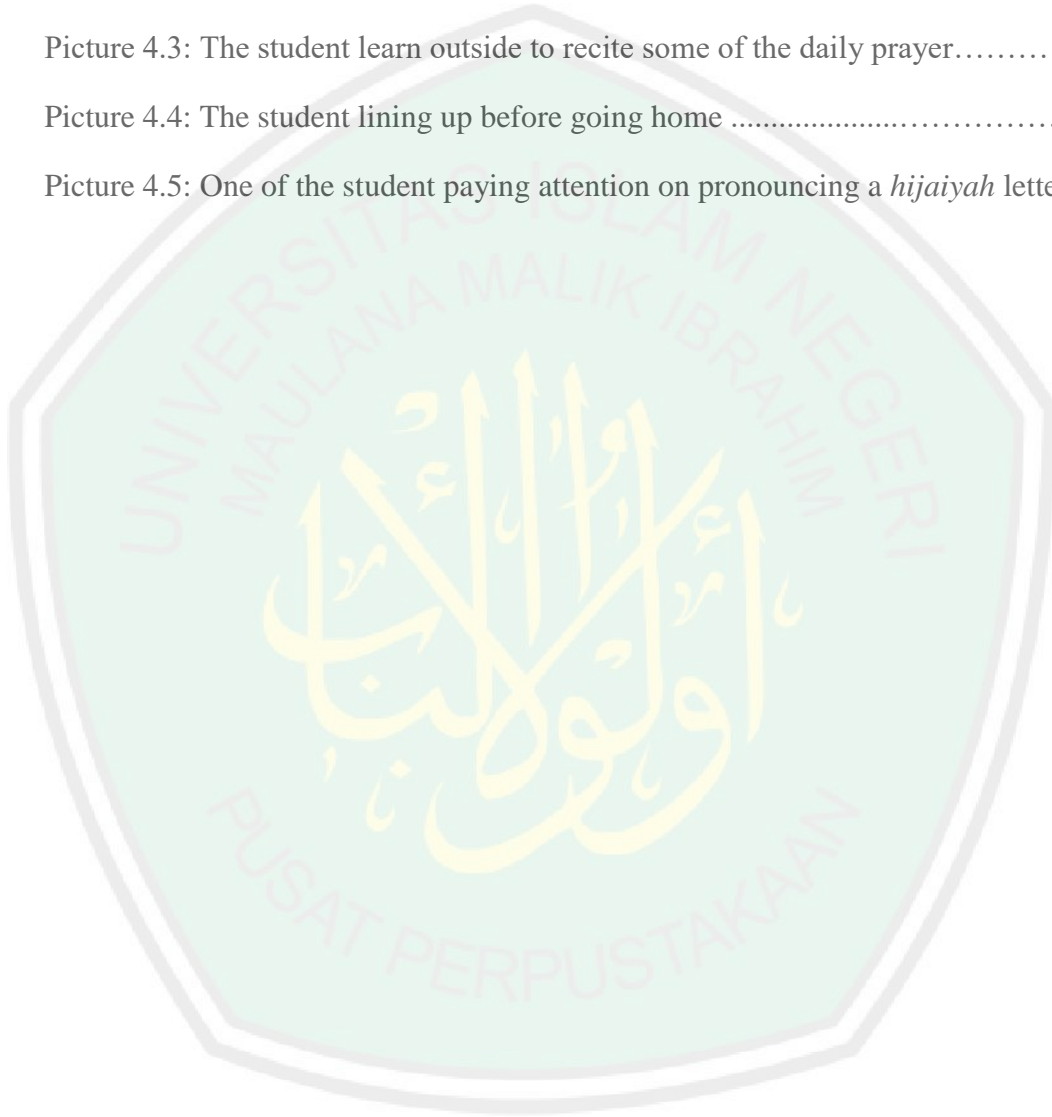 Picture 4.3: The student learn outside to recite some of the daily prayer………
Picture 4.4: The student lining up before going home ....................…………….
Picture 4.5: One of the student paying attention on pronouncing a hijaiyah lette
UNIVERSITAS ISLAM NEGERI
MAULANA MALIK IBRAHIM
أولو الألباب
PUSAT PERPUSTAKAAN